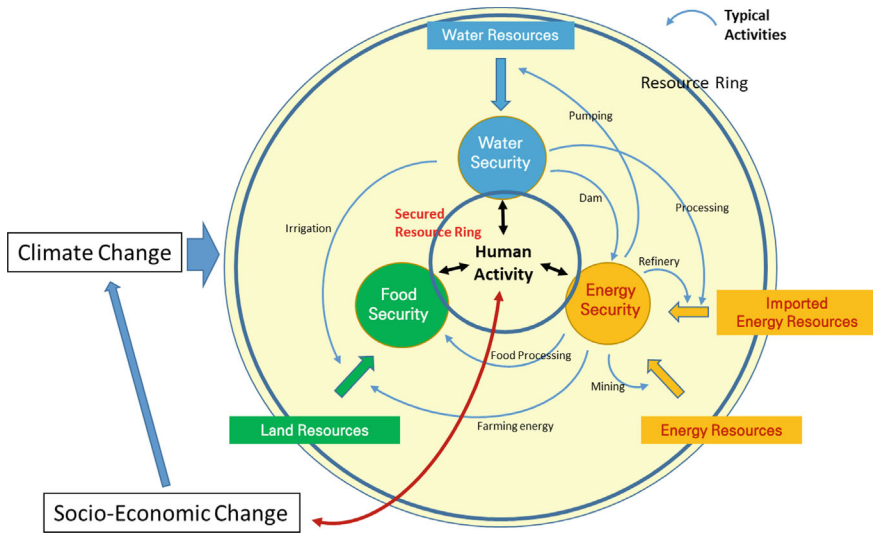 Typical
Activities
Water Resources
Resource Ring
Pumping
Water
Security
Dam
Processing
Irrigation
Secured
Resource Ring
Human
Activity
Climate Change
Refinery
Food
Security
Energy
Security
Imported
Energy Resources
Food Processing
Mining
Farming energy
Land Resources
Energy Resources
Socio-Economic Change